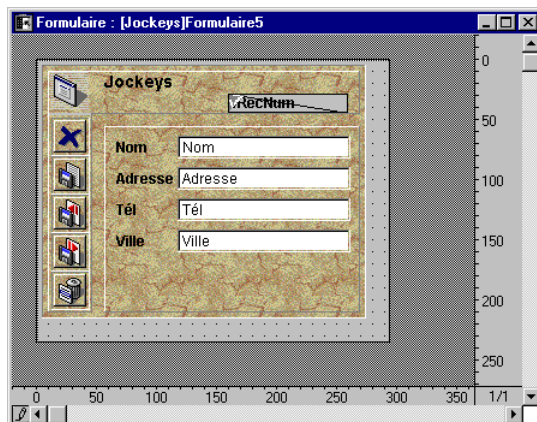 Formulaire : [Jockeys]Formulaire5
Jockeys
RecNum
Nom Nom
Adresse Adresse
Tél Tél
Ville Ville
0
50
100
150
200
250
0 50 100 150 200 250 300 350 1/1